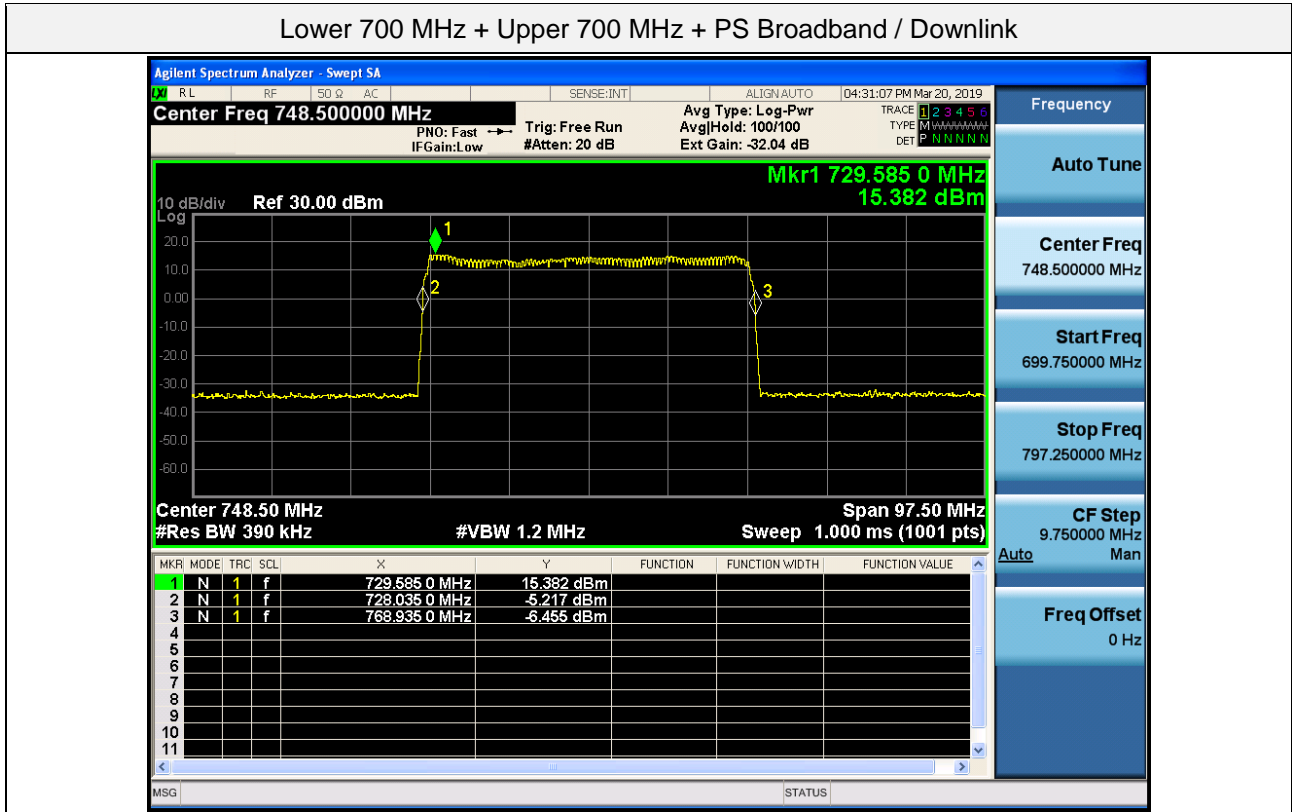 Lower 700 MHz + Upper 700 MHz + PS Broadband / Downlink
Agilent Spectrum Analyzer - Swept SA
LXI RL RF 50 Ω AC SENSE:INT ALIGNAUTO 04:31:07 PM Mar 20, 2019
Center Freq 748.500000 MHz
PNO: Fast
IFGain:Low
Trig: Free Run
#Atten: 20 dB
Avg Type: Log-Pwr
Avg|Hold: 100/100
Ext Gain: -32.04 dB
TRACE 1 2 3 4 5 6
TYPE M
DET P N N N N N
Mkr1 729.585 0 MHz
15.382 dBm
10 dB/div Ref 30.00 dBm
Log
20.0
10.0
0.00
-10.0
-20.0
-30.0
-40.0
-50.0
-60.0
1
2
3
Center 748.50 MHz Span 97.50 MHz
#Res BW 390 kHz #VBW 1.2 MHz Sweep 1.000 ms (1001 pts)
MKR MODE TRC SCL X Y FUNCTION FUNCTION WIDTH FUNCTION VALUE
1 N 1 f 729.585 0 MHz 15.382 dBm
2 N 1 f 728.035 0 MHz -5.217 dBm
3 N 1 f 768.935 0 MHz -6.455 dBm
4
5
6
7
8
9
10
11
MSG STATUS
Frequency
Auto Tune
Center Freq
748.500000 MHz
Start Freq
699.750000 MHz
Stop Freq
797.250000 MHz
CF Step
9.750000 MHz
Auto Man
Freq Offset
0 Hz